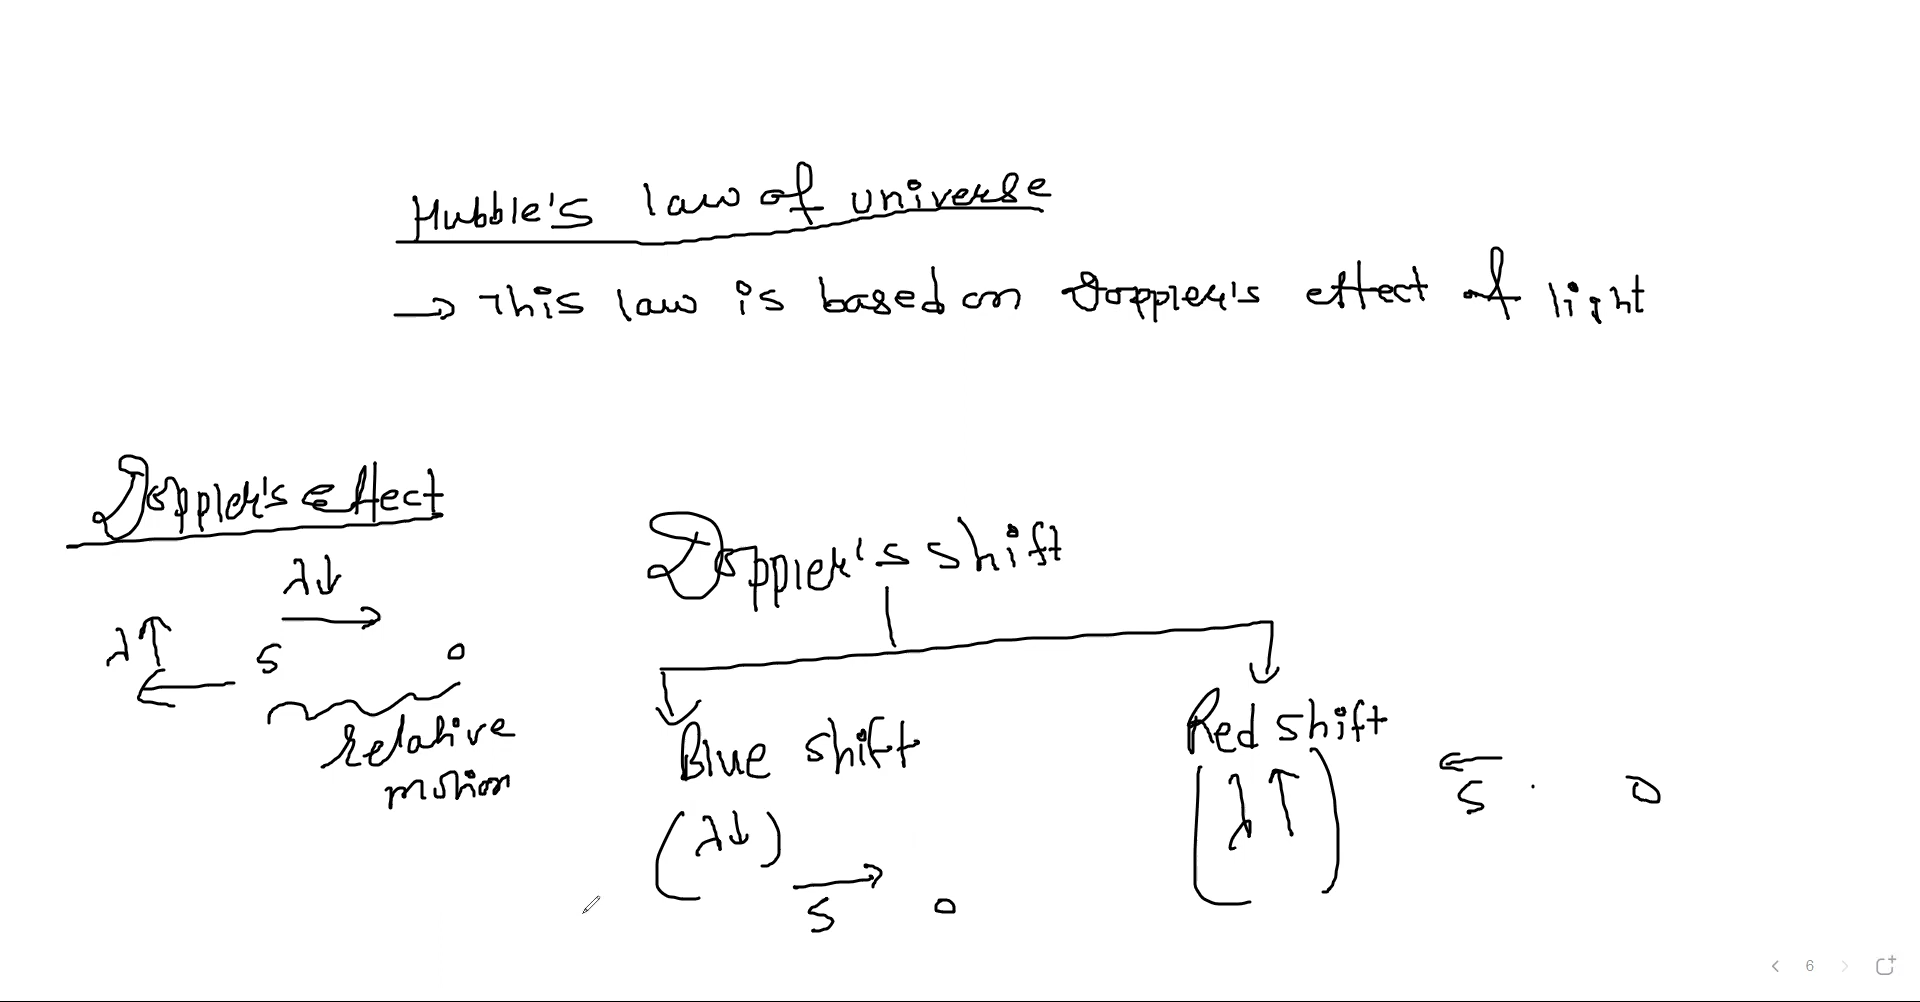 Hubble's law of universe
→ This law is based on Doppler's effect of light
Doppler's effect
λ↓
λ↑
S O
relative
motion
Doppler's shift
Blue shift
(λ↓)
S O
Red shift
(λ↑)
S O
6